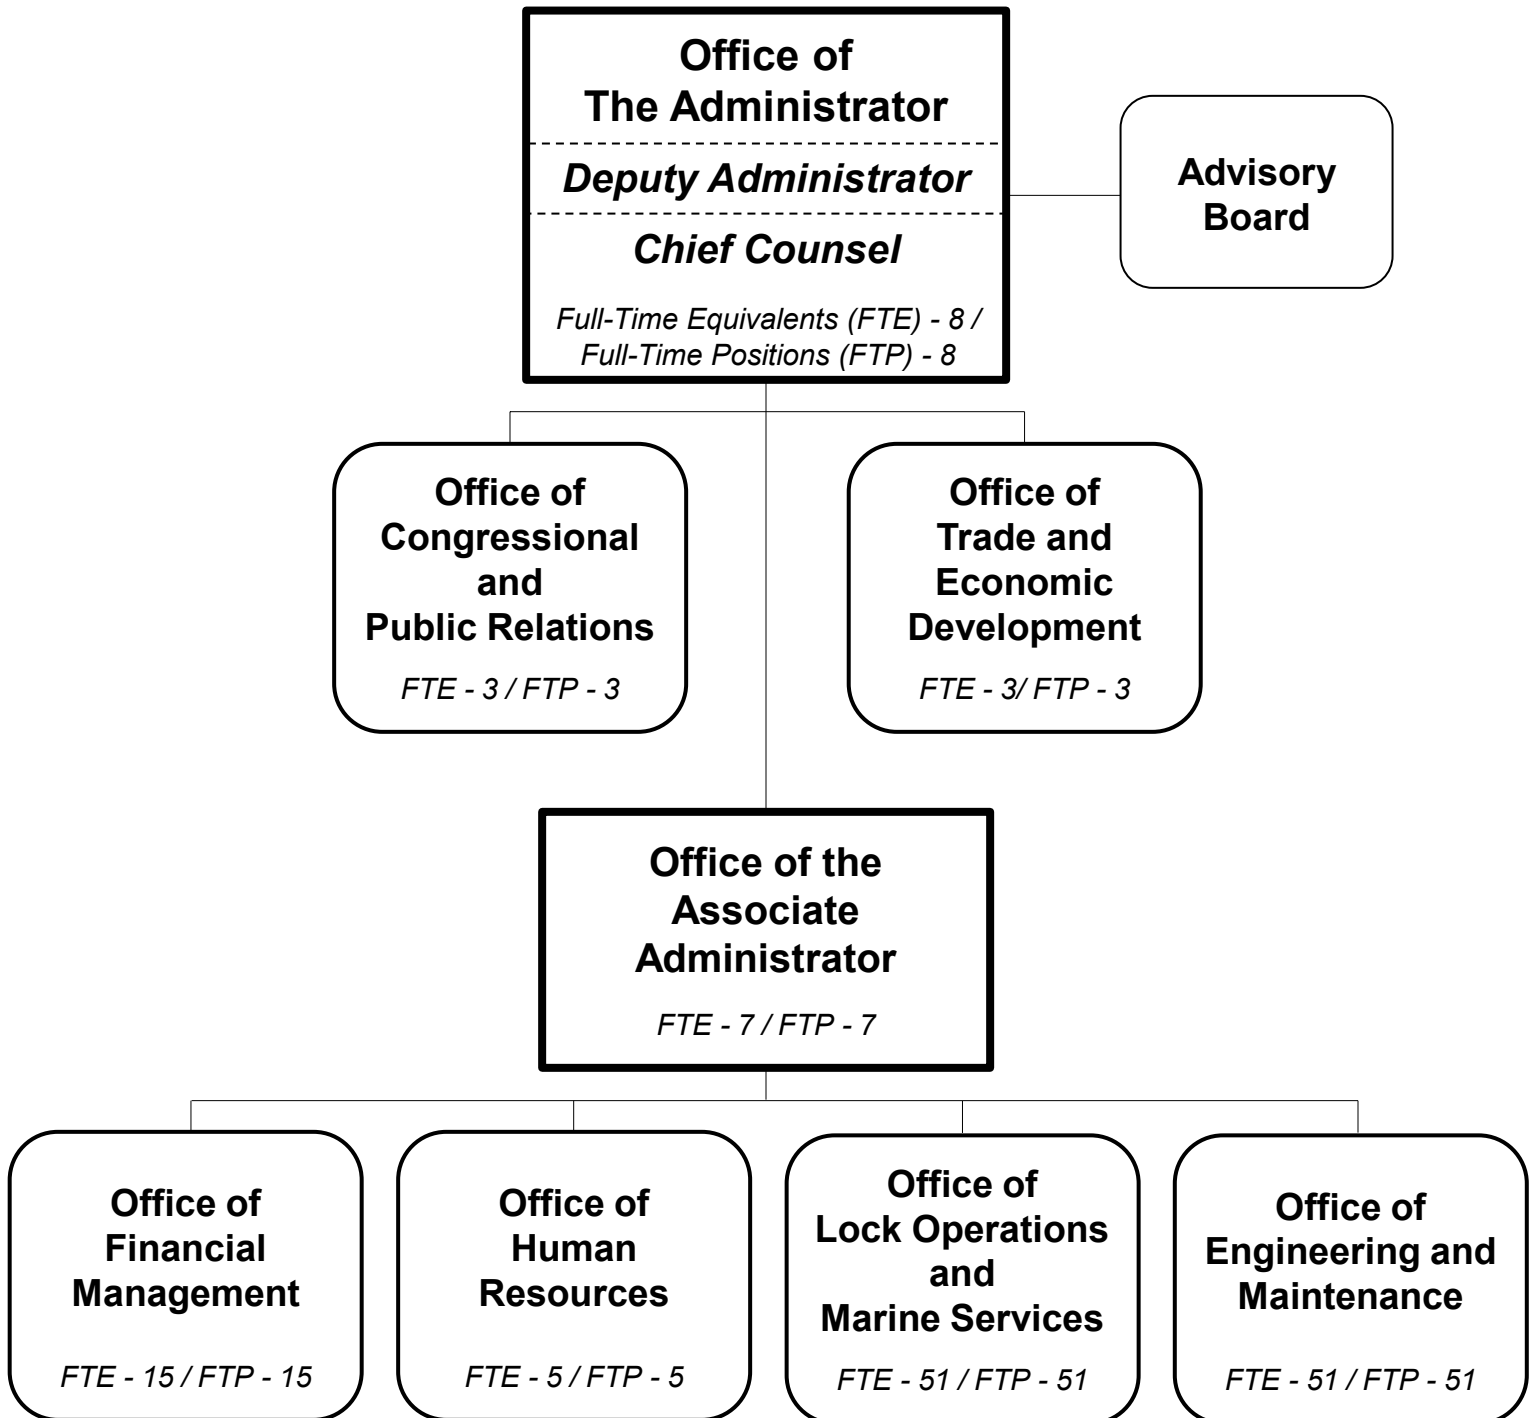 Office of
The Administrator
Deputy Administrator
Chief Counsel
Full-Time Equivalents (FTE) - 8 /
Full-Time Positions (FTP) - 8
Advisory
Board
Office of
Congressional
and
Public Relations
FTE - 3 / FTP - 3
Office of
Trade and
Economic
Development
FTE - 3/ FTP - 3
Office of the
Associate
Administrator
FTE - 7 / FTP - 7
Office of
Financial
Management
FTE - 15 / FTP - 15
Office of
Human
Resources
FTE - 5 / FTP - 5
Office of
Lock Operations
and
Marine Services
FTE - 51 / FTP - 51
Office of
Engineering and
Maintenance
FTE - 51 / FTP - 51